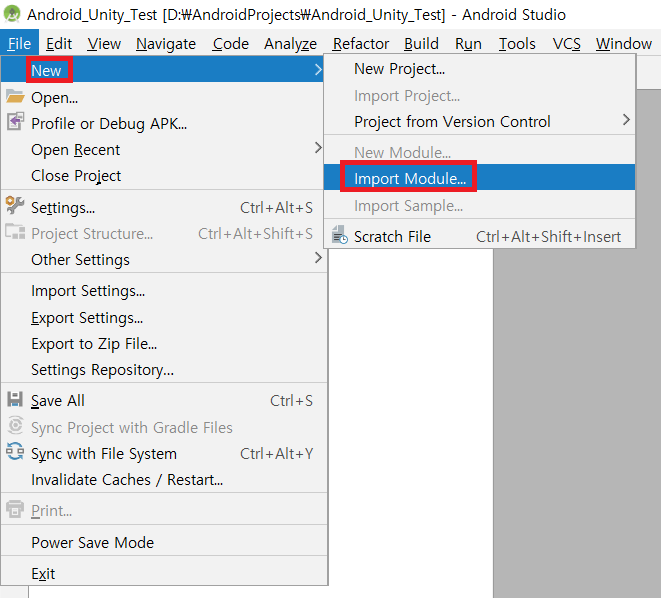 Android_Unity_Test [D:₩AndroidProjects₩Android_Unity_Test] - Android Studio
File Edit View Navigate Code Analyze Refactor Build Run Tools VCS Window
New
Open...
Profile or Debug APK...
Open Recent
Close Project
Settings... Ctrl+Alt+S
Project Structure... Ctrl+Alt+Shift+S
Other Settings
Import Settings...
Export Settings...
Export to Zip File...
Settings Repository...
Save All Ctrl+S
Sync Project with Gradle Files
Sync with File System Ctrl+Alt+Y
Invalidate Caches / Restart...
Print...
Power Save Mode
Exit
New Project...
Import Project...
Project from Version Control
New Module...
Import Module...
Import Sample...
Scratch File Ctrl+Alt+Shift+Insert